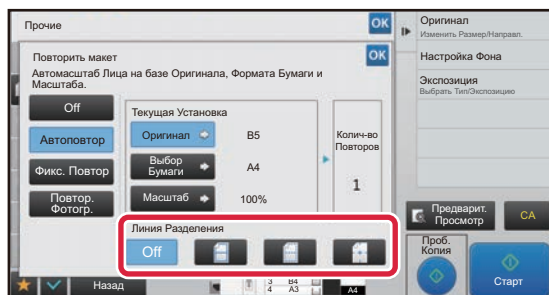 Прочие
OK
Повторить макет
OK
Автомасштаб Лица на базе Оригинала, Формата Бумаги и
Масштаба.
Off
Автоповтор
Фикс. Повтор
Повтор.
Фотогр.
Текущая Установка
Оригинал
B5
Выбор
Бумаги
A4
Масштаб
100%
Колич-во
Повторов
1
Линия Разделения
Off
Оригинал
Изменить Размер/Направл.
Настройка Фона
Экспозиция
Выбрать Тип/Экспозицию
Предварит.
Просмотр
CA
Проб.
Копия
Старт
Назад
3 B4
4 A3
A4